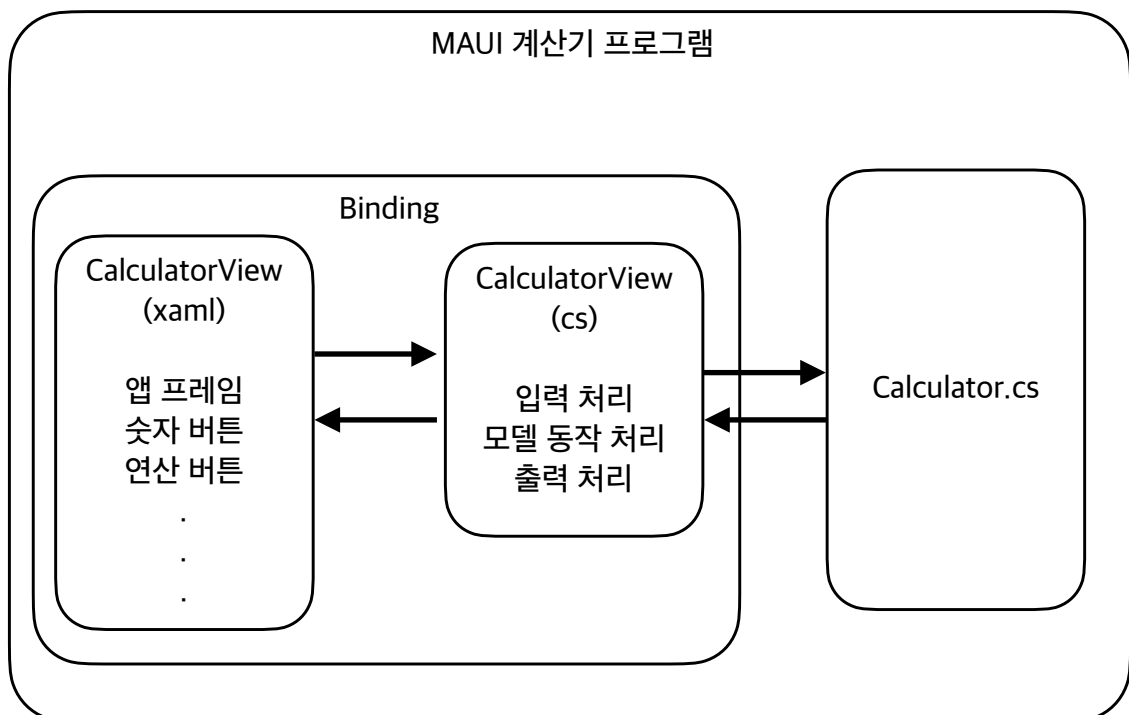 MAUI 계산기 프로그램
Binding
CalculatorView
(xaml)
앱 프레임
숫자 버튼
연산 버튼
.
.
.
CalculatorView
(cs)
입력 처리
모델 동작 처리
출력 처리
Calculator.cs